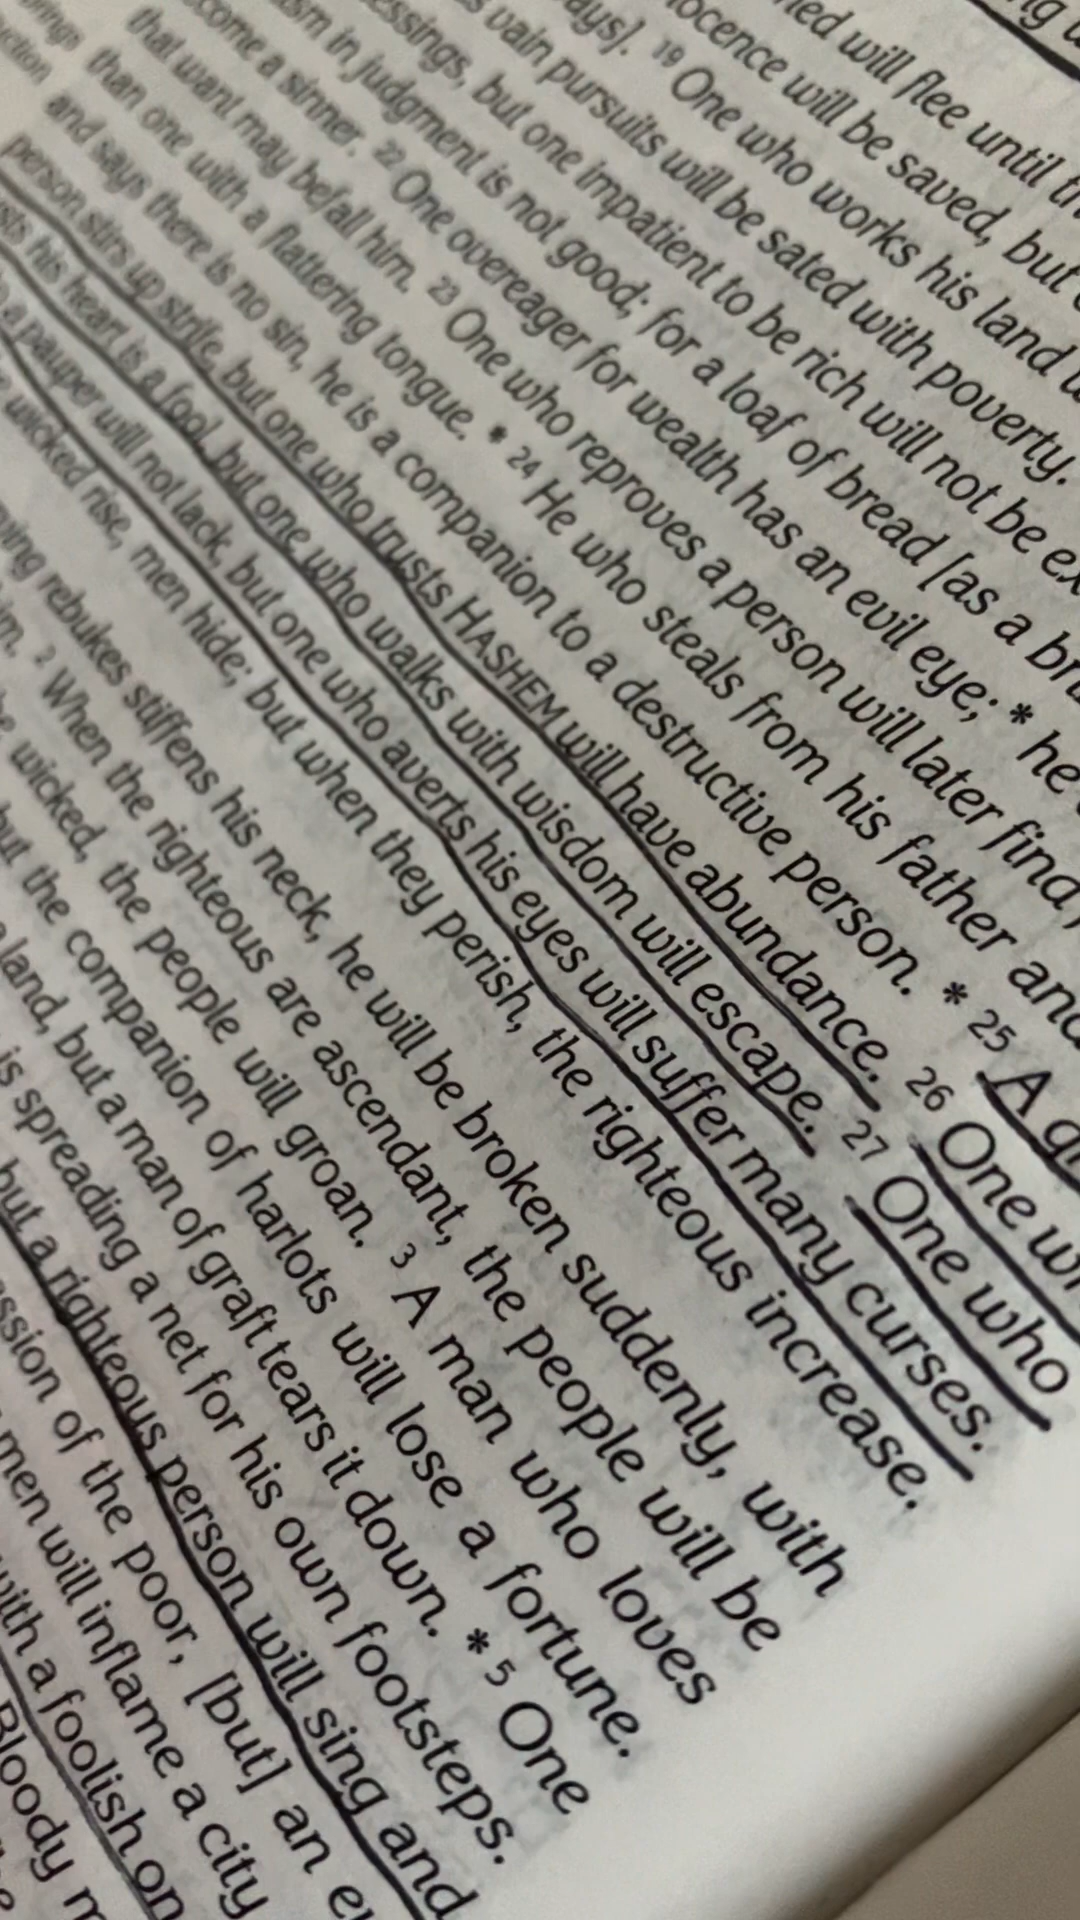 will flee until
will be saved, but
19 One who works his land
vain pursuits will be sated with poverty.
but one impatient to be rich will not be
in judgment is not good; for a loaf of bread [as a
come a sinner. 22 One overeager for wealth has an evil eye; * he
that want may befall him. 23 One who reproves a person will later find
than one with a flattering tongue. * 24 He who steals from his father and
and says there is no sin, he is a companion to a destructive person. * 25 A
person stirs up strife, but one who trusts HASHEM will have abundance. 26 One
his heart is a fool, but one who walks with wisdom will escape. 27 One who
a pauper will not lack, but one who averts his eyes will suffer many curses.
wicked rise, men hide; but when they perish, the righteous increase.
rebukes stiffens his neck, he will be broken suddenly, with
2 When the righteous are ascendant, the people will be
wicked, the people will groan. 3 A man who loves
but the companion of harlots will lose a fortune.
land, but a man of graft tears it down. * 5 One
is spreading a net for his own footsteps.
but a righteous person will sing and
of the poor, [but] an
men will inflame a city
with a foolish
Bloody